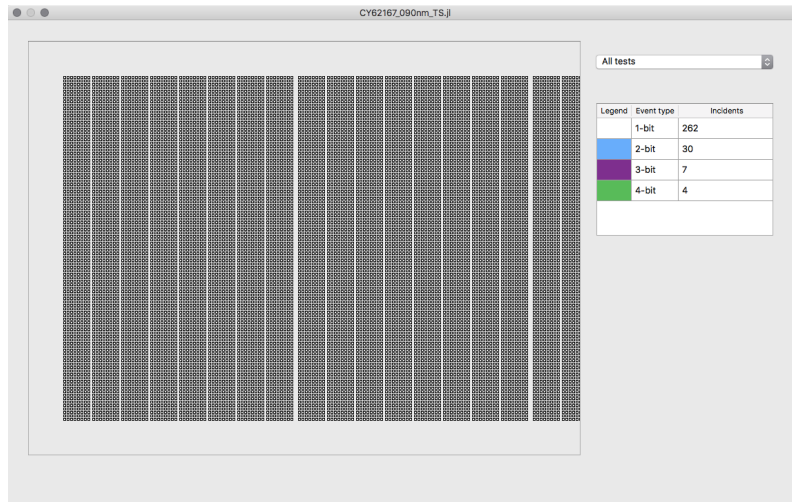 CY62167_090nm_TS.jl
All tests
Legend Event type Incidents
1-bit 262
2-bit 30
3-bit 7
4-bit 4